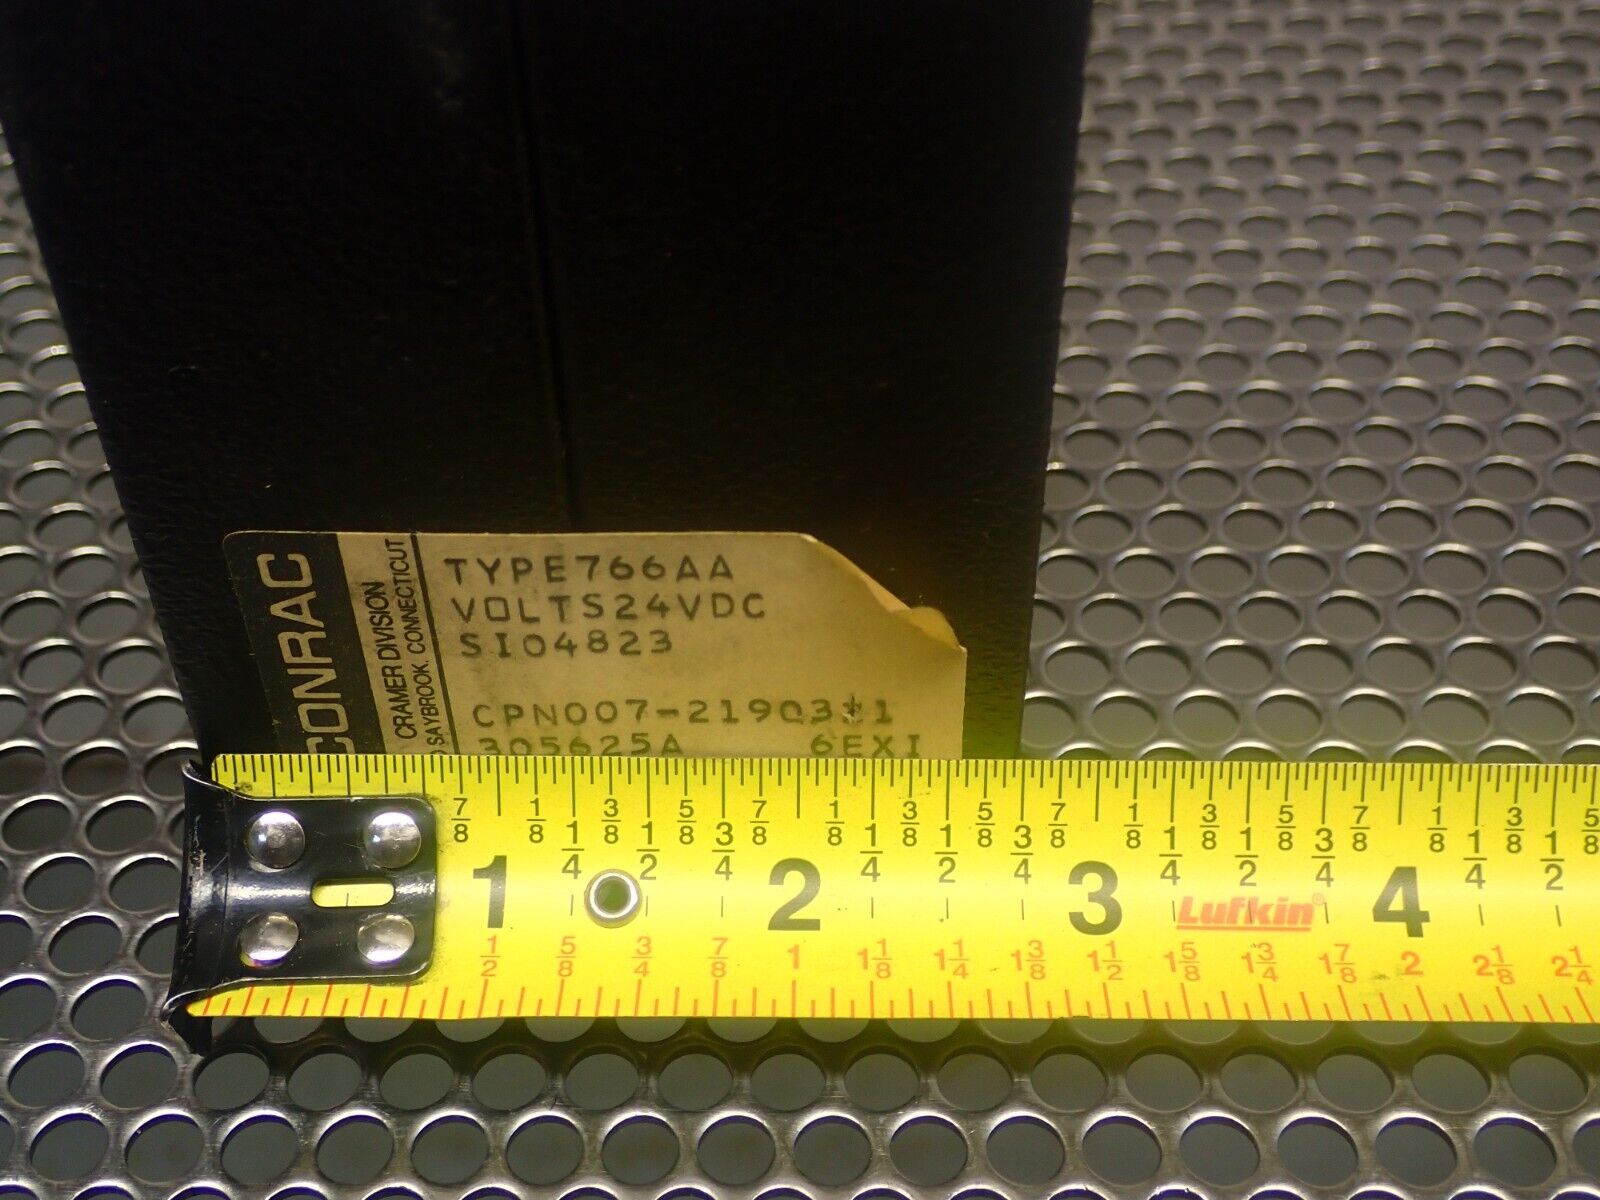 CONRAC
CRAMER DIVISION
SAYBROOK, CONNECTICUT
TYPE766AA
VOLTS24VDC
SI04823
305625A 6EXI
7/8 1/8 1/4 3/8 1/2 5/8 3/4 7/8 1/8 1/4 3/8 1/2 5/8 3/4 7/8 1/8 1/4 3/8 1/2 5/8 3/4 7/8 1/8 1/4 3/8 1/2 5/8
1 2 3 Lufkin® 4
1/2 5/8 3/4 7/8 1 1 1/8 1 1/4 1 3/8 1 1/2 1 5/8 1 3/4 1 7/8 2 2 1/8 2 1/4